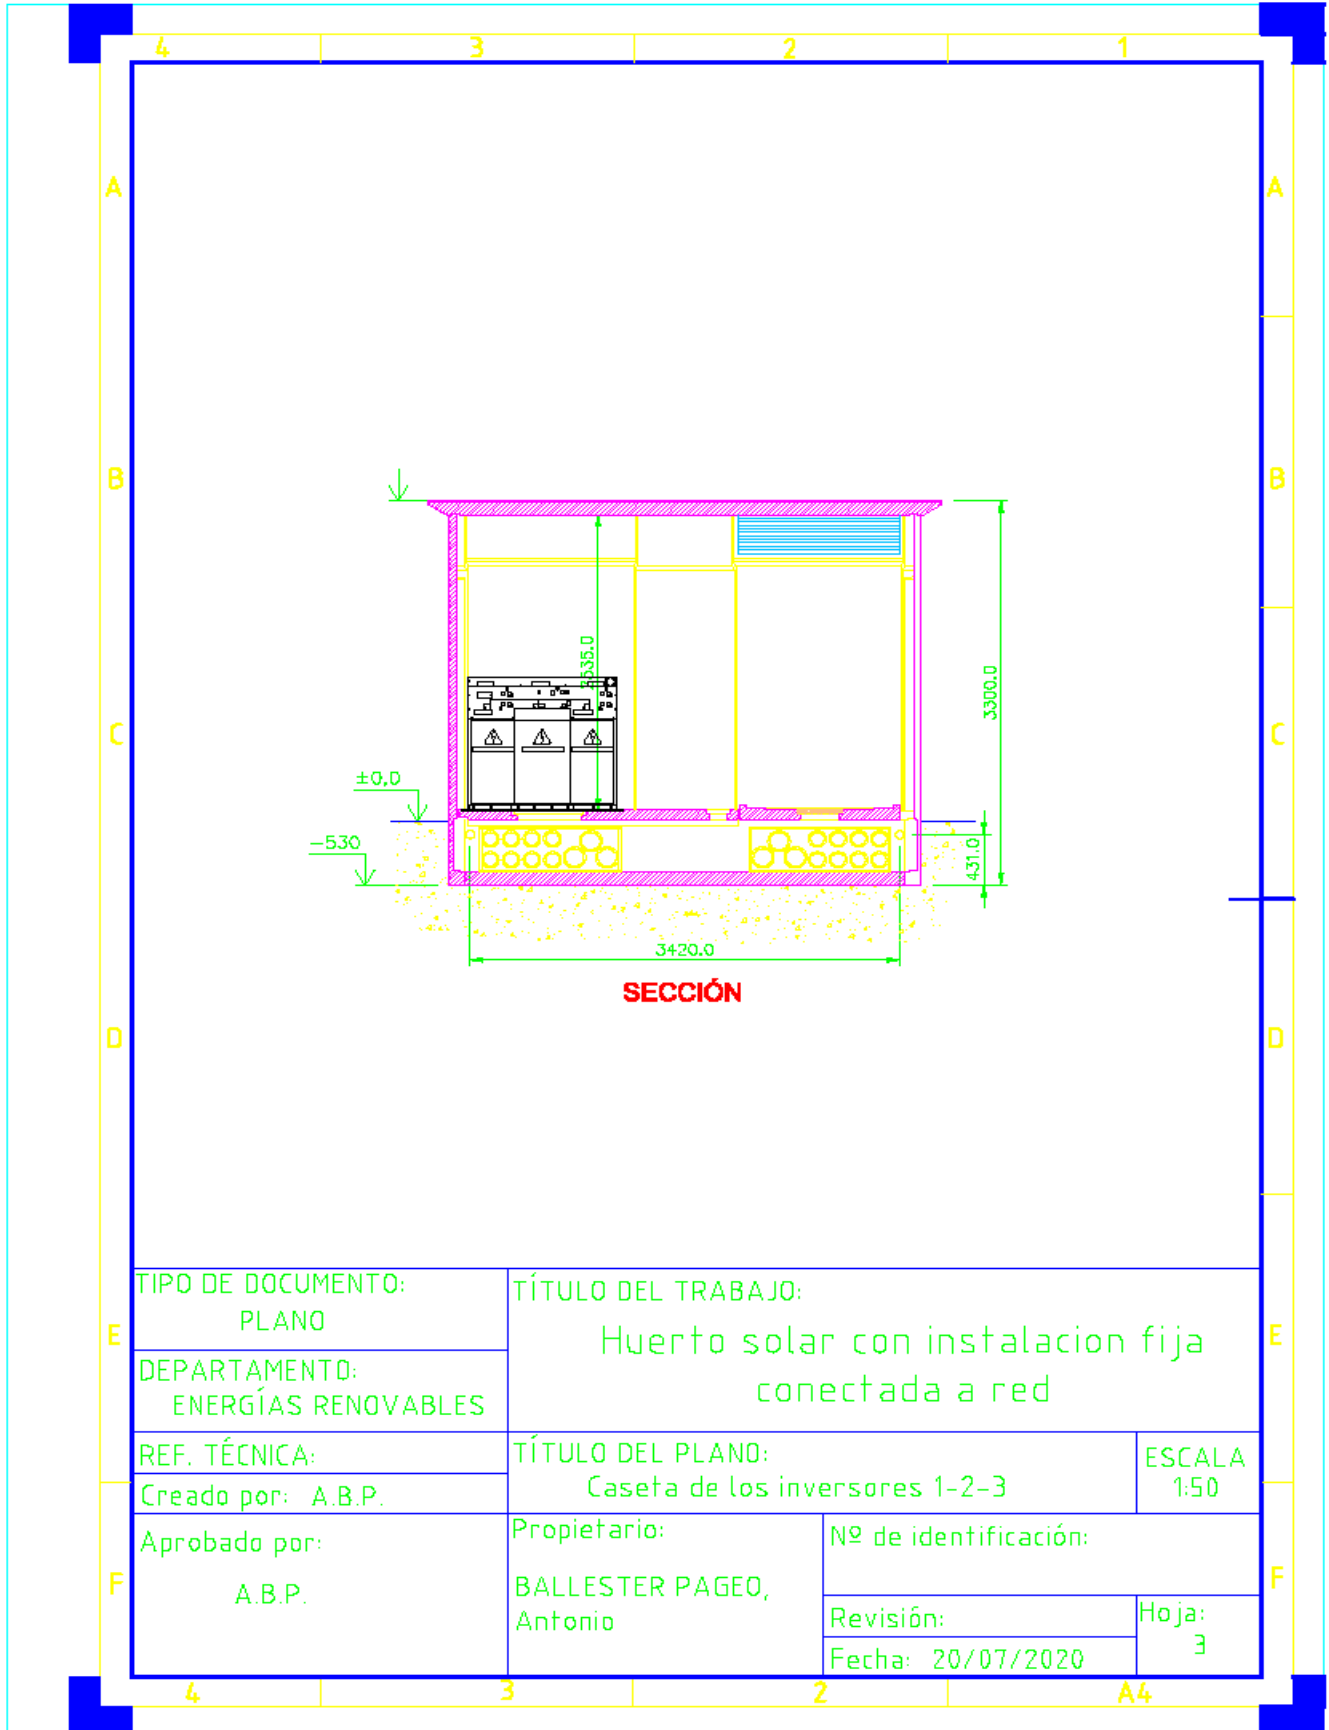 4 3 2 1
A A
B B
3300.0
C C
±0,0
-530
431.0
3420.0
SECCIÓN
D D
TIPO DE DOCUMENTO:
PLANO
TÍTULO DEL TRABAJO:
Huerto solar con instalacion fija
conectada a red
E E
DEPARTAMENTO:
ENERGÍAS RENOVABLES
REF. TÉCNICA:
Creado por: A.B.P.
TÍTULO DEL PLANO:
Caseta de los inversores 1-2-3
ESCALA
1:50
Aprobado por:
A.B.P.
Propietario:
BALLESTER PAGEO,
Antonio
Nº de identificación:
F F
Revisión:
Fecha: 20/07/2020
Hoja:
3
4 3 2 A4